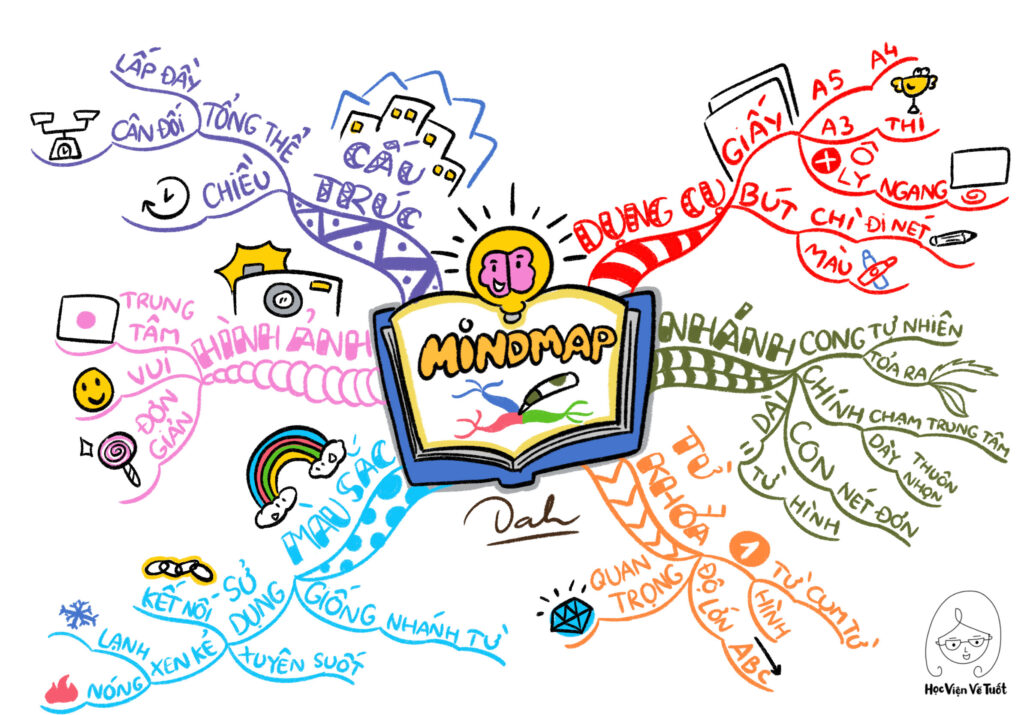 MINDMAP
DỤNG CỤ
GIẤY
A5
A4
A3
THI
Ô
LY
NGANG
BÚT
CHÌ ĐI NÉT
MÀU
NHÁNH
CONG
TỰ NHIÊN
TỎA RA
CHÍNH
CHẠM TRUNG TÂM
DÀY
THUÔN
NHỌN
CON
NÉT ĐƠN
DÀI
TỪ
HÌNH
TỪ
KHÓA
1
TỪ
CỤM TỪ
HÌNH
ĐỘ LỚN
ABC
QUAN
TRỌNG
MÀU SẮC
GIỐNG NHÁNH TỪ
SỬ
DỤNG
KẾT NỐI
XEN KẺ
LẠNH
NÓNG
XUYÊN SUỐT
HÌNH ẢNH
TRUNG
TÂM
VUI
ĐƠN
GIẢN
CẤU
TRÚC
TỔNG THỂ
LẤP ĐẦY
CÂN ĐỐI
CHIỀU
Dah
Học Viện Vẽ Tuốt